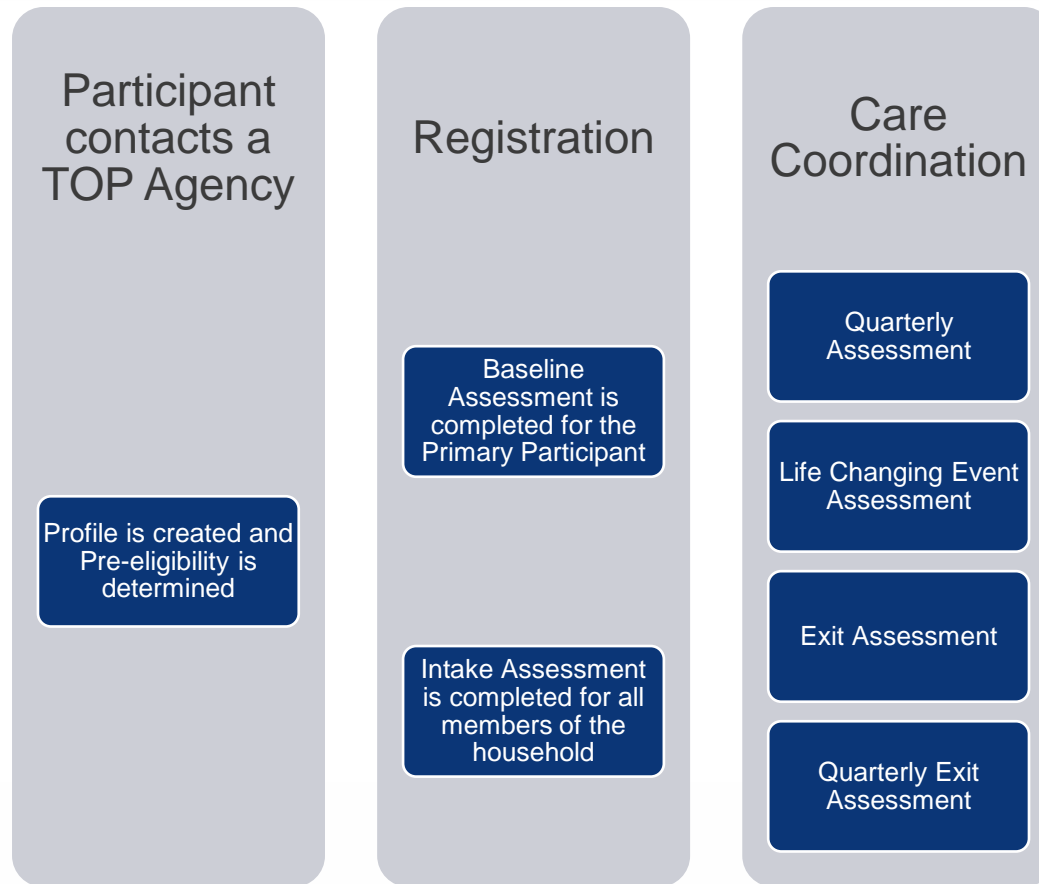 Participant
contacts a
TOP Agency
Profile is created and
Pre-eligibility is
determined
Registration
Baseline
Assessment is
completed for the
Primary Participant
Intake Assessment
is completed for all
members of the
household
Care
Coordination
Quarterly
Assessment
Life Changing Event
Assessment
Exit Assessment
Quarterly Exit
Assessment